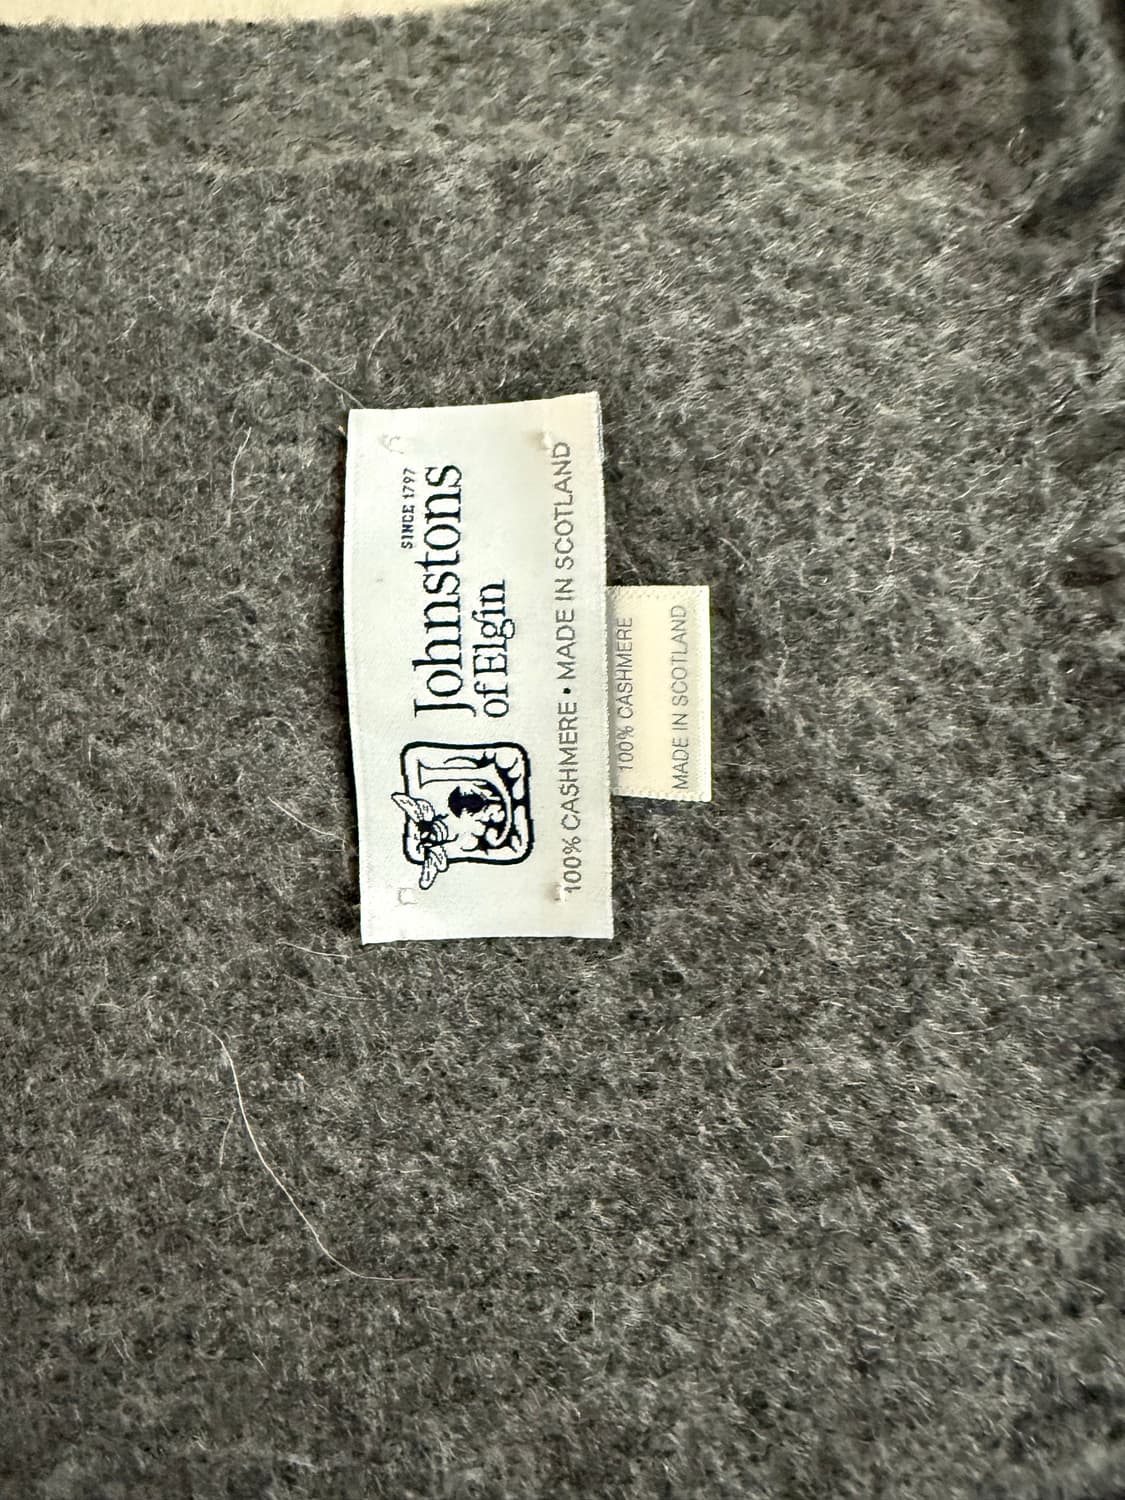 SINCE 1797
Johnstons
of Elgin
100% CASHMERE • MADE IN SCOTLAND
100% CASHMERE
MADE IN SCOTLAND